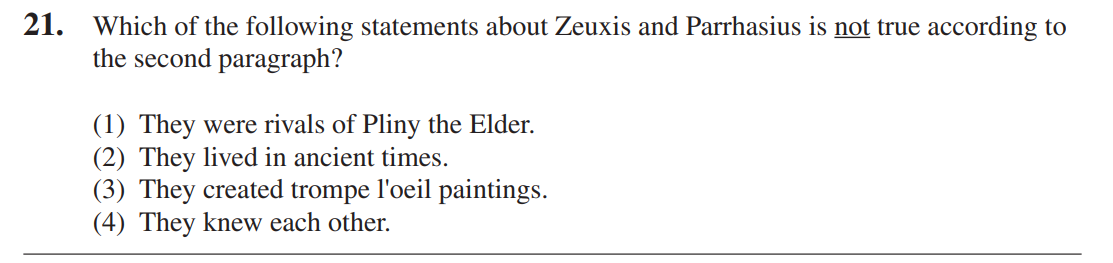 21. Which of the following statements about Zeuxis and Parrhasius is not true according to
the second paragraph?
(1) They were rivals of Pliny the Elder.
(2) They lived in ancient times.
(3) They created trompe l'oeil paintings.
(4) They knew each other.